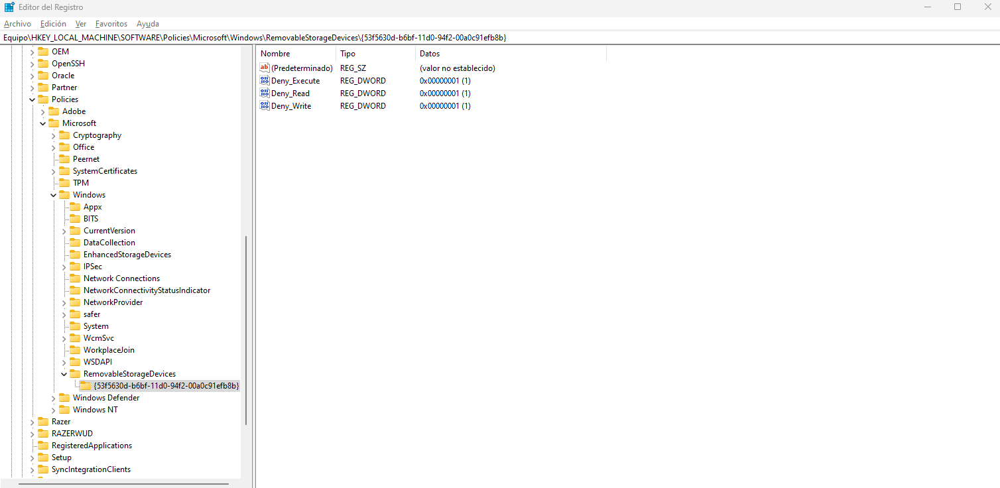 Editor del Registro
Archivo Edición Ver Favoritos Ayuda
Equipo\HKEY_LOCAL_MACHINE\SOFTWARE\Policies\Microsoft\Windows\RemovableStorageDevices\{53f5630d-b6bf-11d0-94f2-00a0c91efb8b}
OEM
OpenSSH
Oracle
Partner
Policies
Adobe
Microsoft
Cryptography
Office
Peernet
SystemCertificates
TPM
Windows
Appx
BITS
CurrentVersion
DataCollection
EnhancedStorageDevices
IPSec
Network Connections
NetworkConnectivityStatusIndicator
NetworkProvider
safer
System
WcmSvc
WorkplaceJoin
WSDAPI
RemovableStorageDevices
{53f5630d-b6bf-11d0-94f2-00a0c91efb8b}
Windows Defender
Windows NT
Razer
RAZERWUD
RegisteredApplications
Setup
SyncIntegrationClients
Nombre Tipo Datos
(Predeterminado) REG_SZ (valor no establecido)
Deny_Execute REG_DWORD 0x00000001 (1)
Deny_Read REG_DWORD 0x00000001 (1)
Deny_Write REG_DWORD 0x00000001 (1)